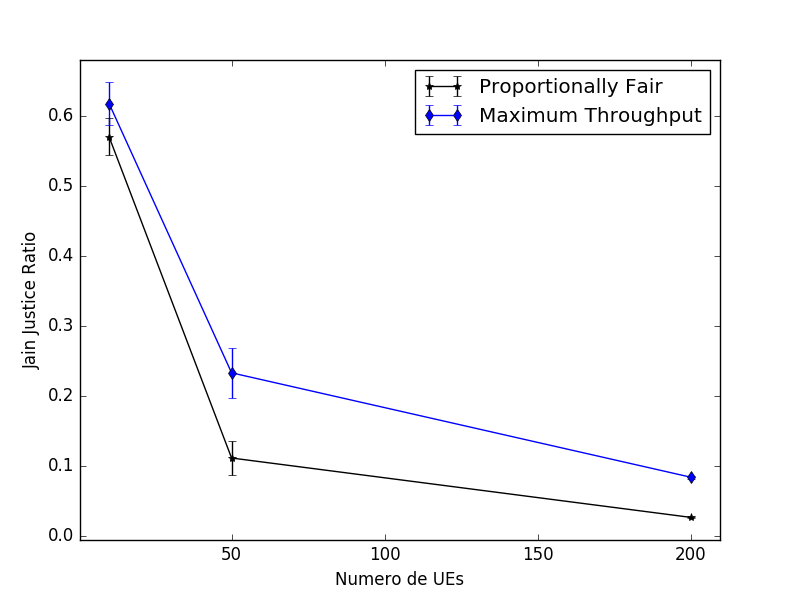 Proportionally Fair
Maximum Throughput
0.6
0.5
0.4
0.3
0.2
0.1
0.0
Jain Justice Ratio
50
100
150
200
Numero de UEs